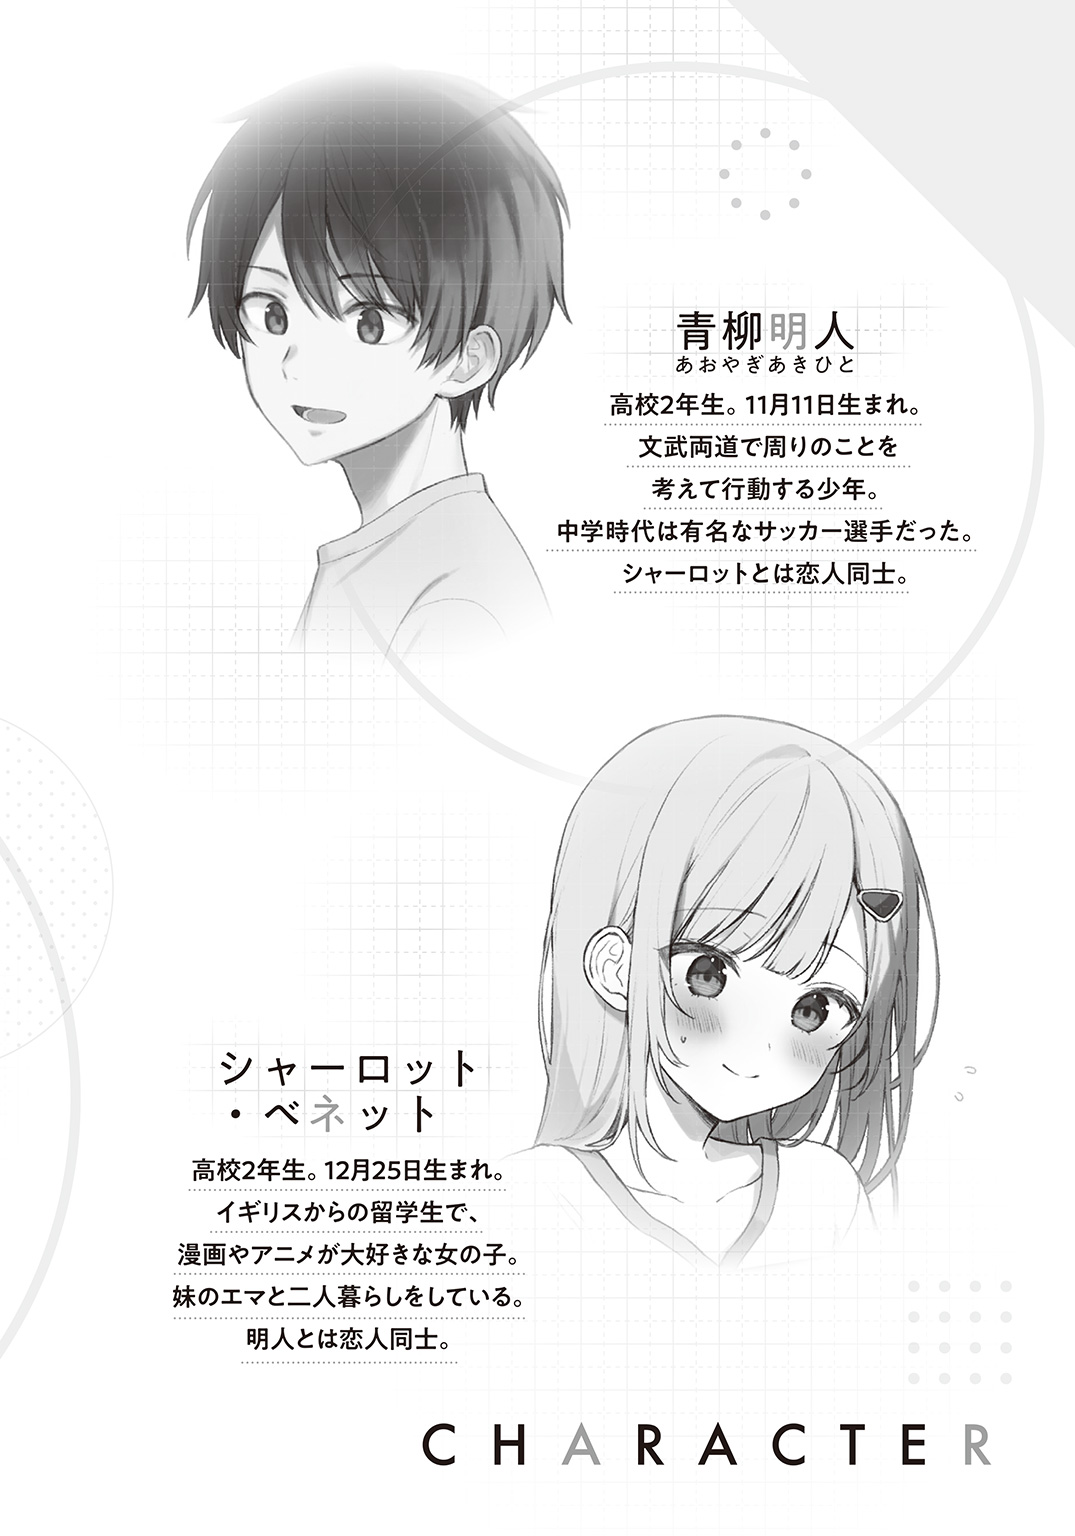 青柳明人
あおやぎあきひと
高校2年生。11月11日生まれ。
文武両道で周りのことを
考えて行動する少年。
中学時代は有名なサッカー選手だった。
シャーロットとは恋人同士。
シャーロット
・ベネット
高校2年生。12月25日生まれ。
イギリスからの留学生で、
漫画やアニメが大好きな女の子。
妹のエマと二人暮らしをしている。
明人とは恋人同士。
CHARACTER